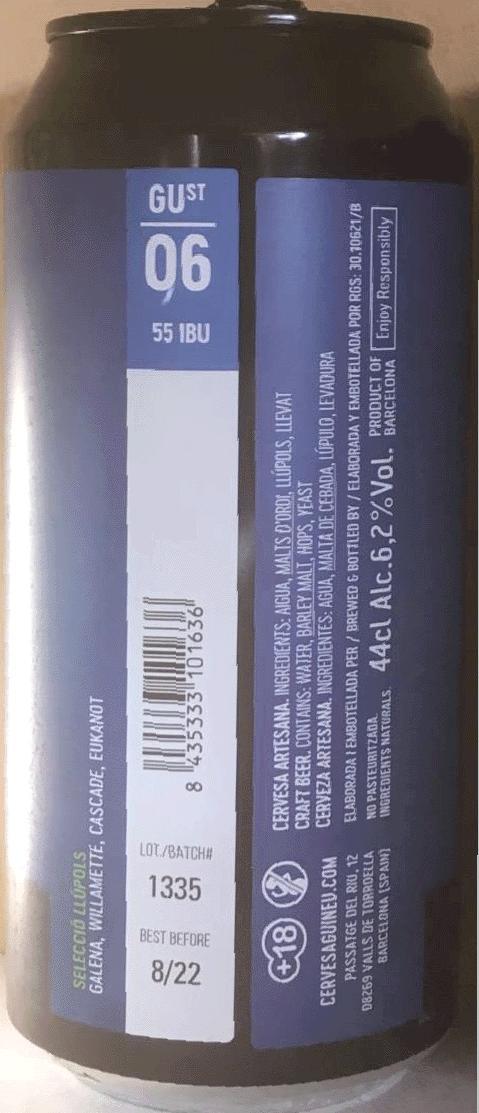 SELECCIÓ LLÚPOLS
GALENA, WILLAMETTE, CASCADE, EUKANOT
GUST
06
55 IBU
8 435333 101636
LOT./BATCH#
1335
BEST BEFORE
8/22
CERVESA ARTESANA. INGREDIENTS: AIGUA, MALTS D'ORDI, LLÚPOLS, LLEVAT
CRAFT BEER. CONTAINS: WATER, BARLEY MALT, HOPS, YEAST
CERVEZA ARTESANA. INGREDIENTES: AGUA, MALTA DE CEBADA, LÚPULO, LEVADURA
ELABORADA I EMBOTELLADA PER / BREWED & BOTTLED BY / ELABORADA Y EMBOTELLADA POR RGS: 30.10621/B
NO PASTEURITZADA.
INGREDIENTS NATURALS.
44cl Alc.6,2%Vol.
PRODUCT OF
BARCELONA
Enjoy Responsibly
+18
CERVESAGUINEU.COM
PASSATGE DEL RIU, 12
08269 VALLS DE TORROELLA
BARCELONA (SPAIN)